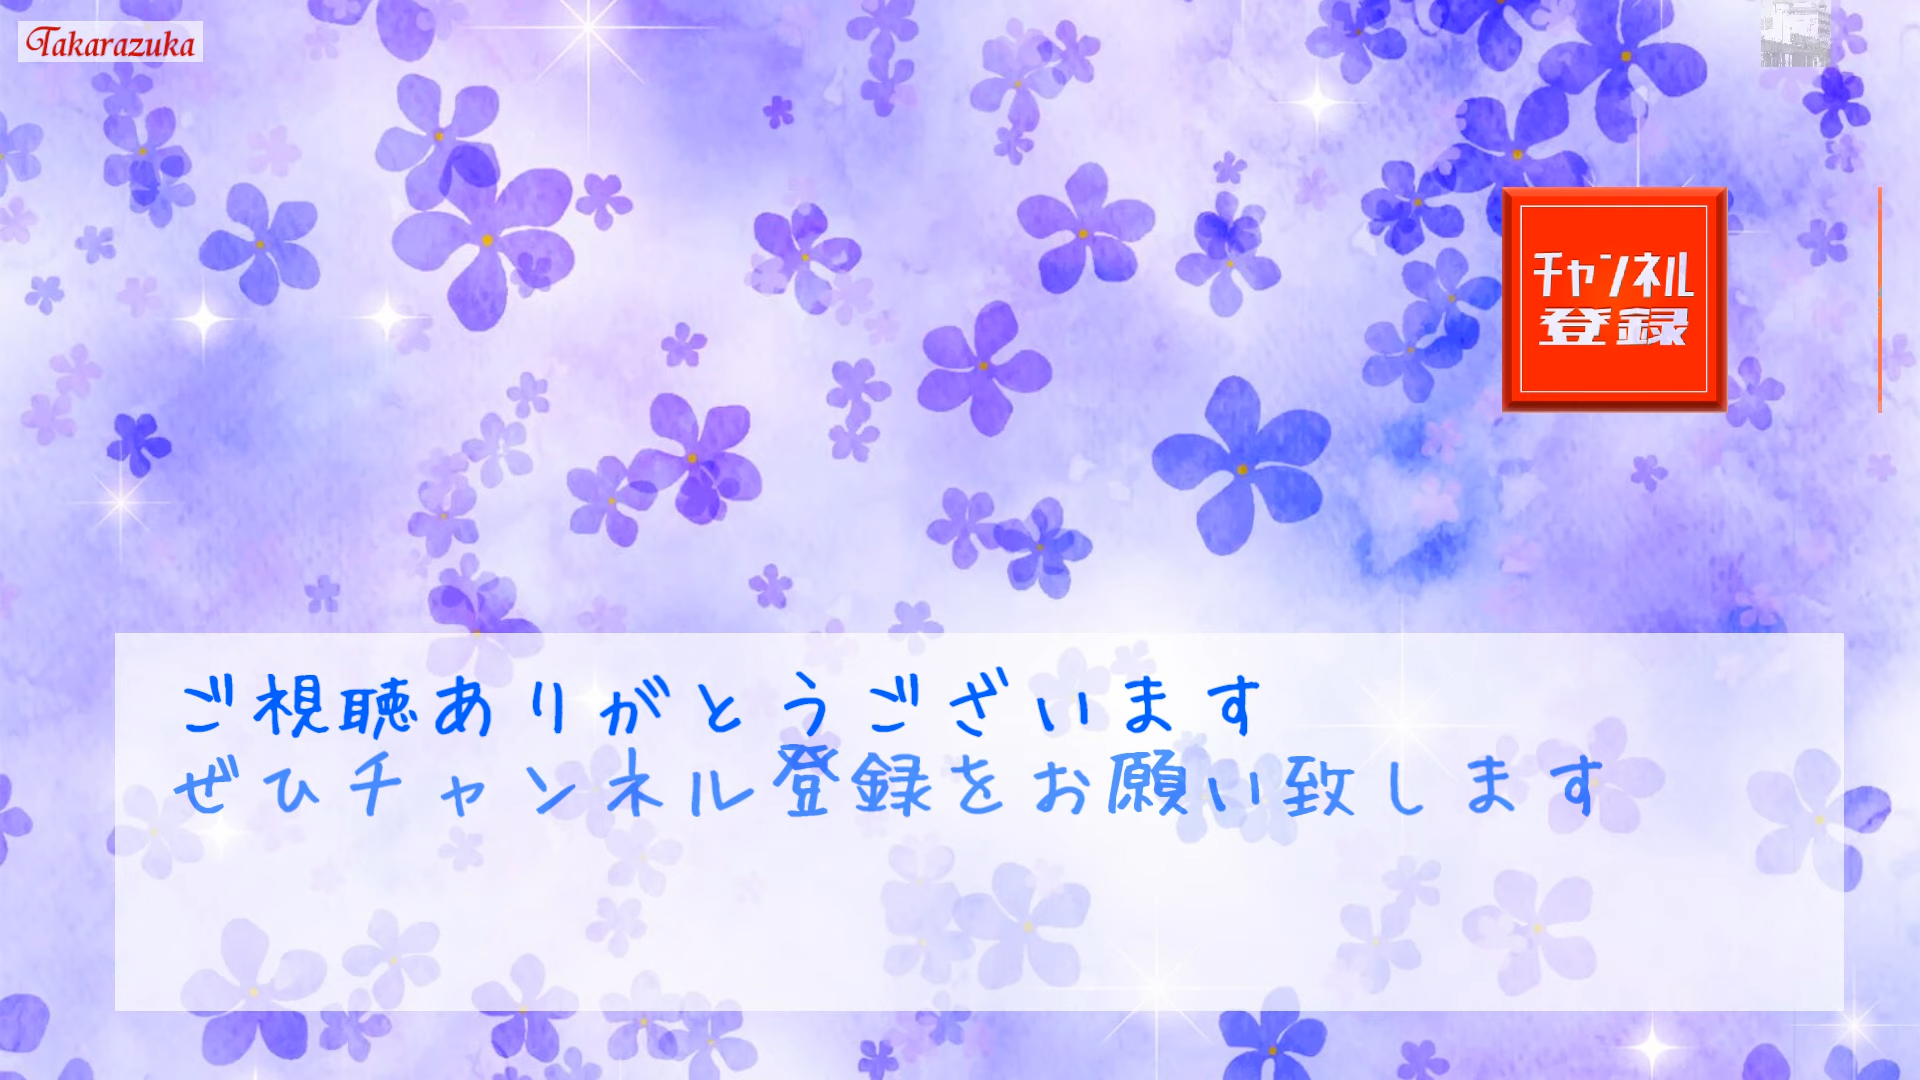 Takarazuka
チャンネル
登録
ご視聴ありがとうございます
ぜひチャンネル登録をお願い致します